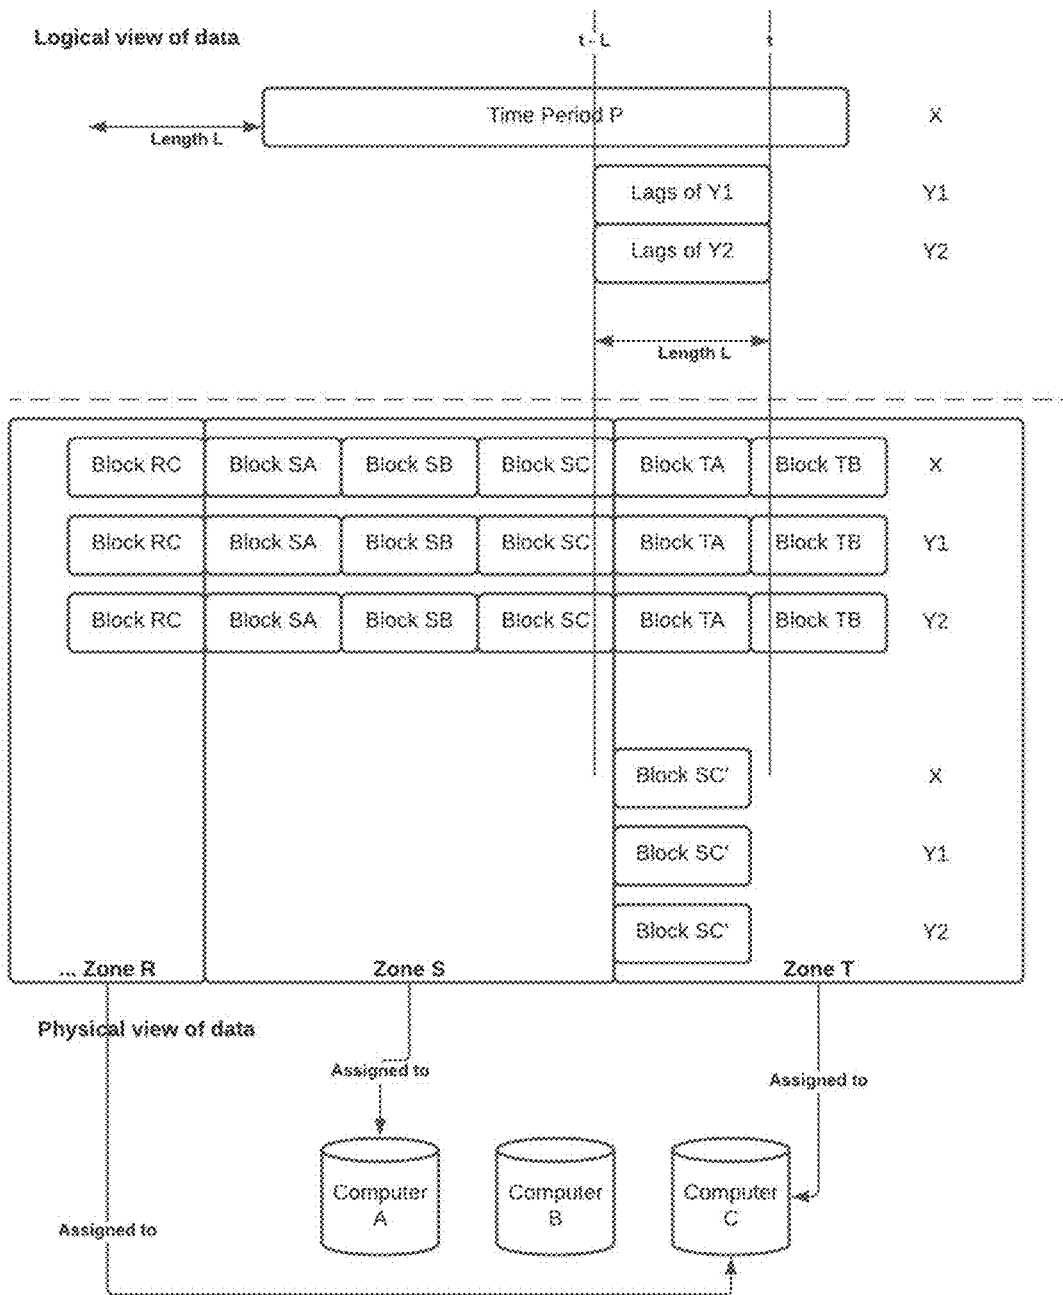 Logical view of data
t - L
t
Time Period P
X
Length L
Lags of Y1
Y1
Lags of Y2
Y2
Length L
Block RC Block SA Block SB Block SC Block TA Block TB X
Block RC Block SA Block SB Block SC Block TA Block TB Y1
Block RC Block SA Block SB Block SC Block TA Block TB Y2
Block SC' X
Block SC' Y1
Block SC' Y2
... Zone R
Zone S
Zone T
Physical view of data
Assigned to
Assigned to
Computer
A
Computer
B
Computer
C
Assigned to